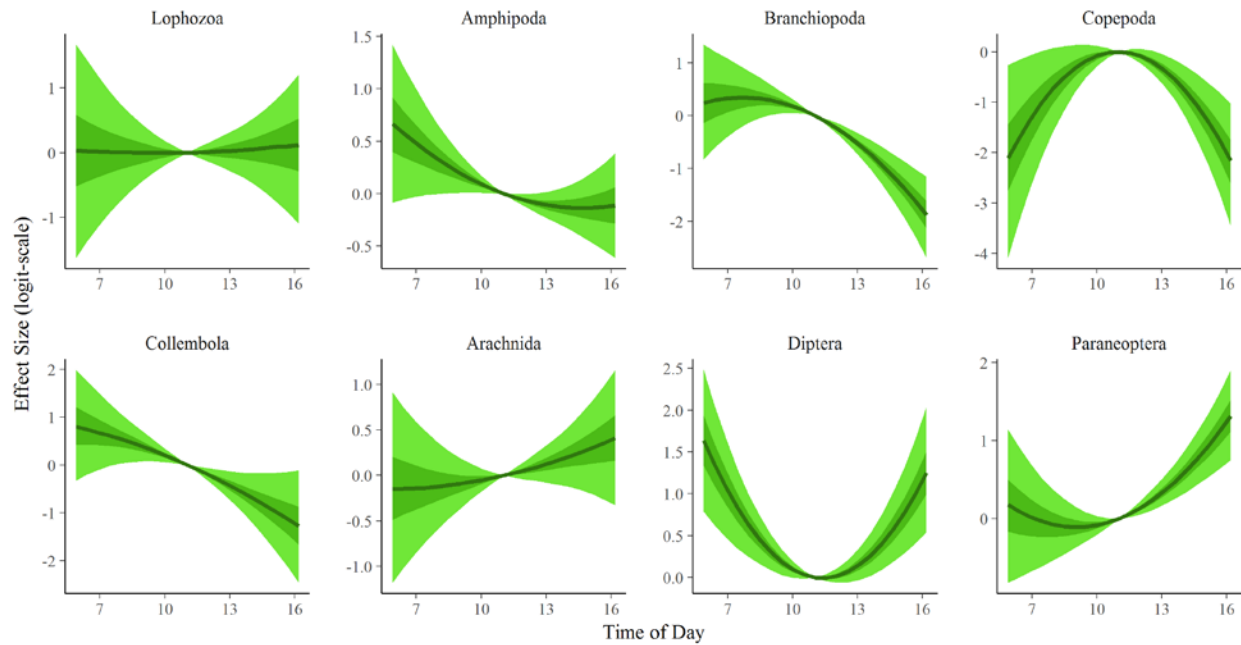 Lophozoa Amphipoda Branchiopoda Copepoda
1 0 -1
1.5 1.0 0.5 0.0 -0.5
1 0 -1 -2
0 -1 -2 -3 -4
7 10 13 16 7 10 13 16 7 10 13 16 7 10 13 16
Effect Size (logit-scale)
Collembola Arachnida Diptera Paraneoptera
2 1 0 -1 -2
1.0 0.5 0.0 -0.5 -1.0
2.5 2.0 1.5 1.0 0.5 0.0
2 1 0
7 10 13 16 7 10 13 16 7 10 13 16 7 10 13 16
Time of Day